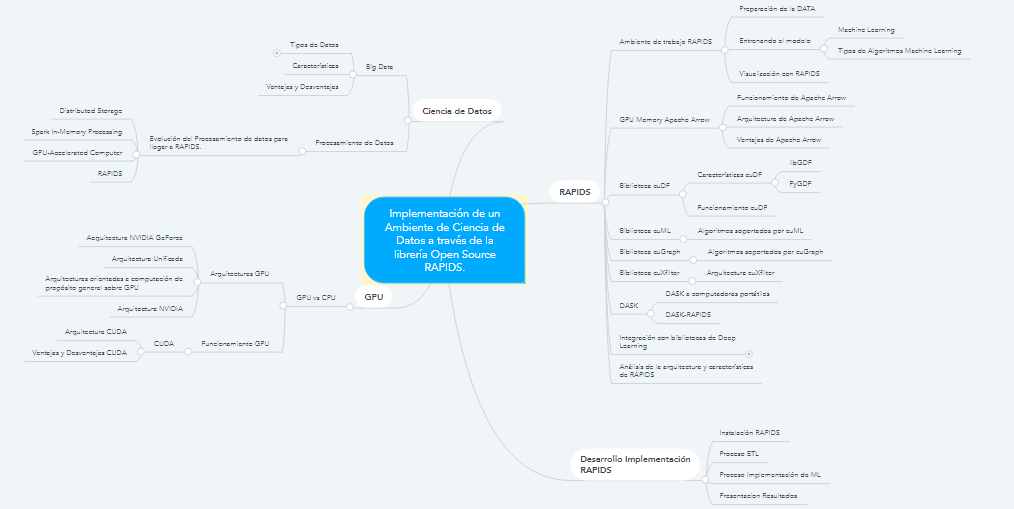 Implementación de un
Ambiente de Ciencia de
Datos a través de la
librería Open Source
RAPIDS.
Ciencia de Datos
Big Data
Tipos de Datos
Características
Ventajas y Desventajas
Procesamiento de Datos
Evolución del Procesamiento de datos para
llegar a RAPIDS.
Distributed Storage
Spark In-Memory Processing
GPU-Accelerated Computer
RAPIDS
GPU
GPU vs CPU
Arquitecturas GPU
Arquitectura NVIDIA GeForce
Arquitectura Unificada
Arquitecturas orientadas a computación de
propósito general sobre GPU
Arquitectura NVIDIA
Funcionamiento GPU
CUDA
Arquitectura CUDA
Ventajas y Desventajas CUDA
RAPIDS
Ambiente de trabajo RAPIDS
Preparación de la DATA
Entrenando el modelo
Machine Learning
Tipos de Algoritmos Machine Learning
Visualización con RAPIDS
GPU Memory Apache Arrow
Funcionamiento de Apache Arrow
Arquitectura de Apache Arrow
Ventajas de Apache Arrow
Biblioteca cuDF
Características cuDF
libGDF
PyGDF
Funcionamiento cuDF
Biblioteca cuML
Algoritmos soportados por cuML
Biblioteca cuGraph
Algoritmos soportados por cuGraph
Biblioteca cuXfilter
Arquitectura cuXfilter
DASK
DASK a computadoras portátiles
DASK-RAPIDS
Integración con bibliotecas de Deep
Learning
Análisis de la arquitectura y características
de RAPIDS
Desarrollo Implementación
RAPIDS
Instalación RAPIDS
Proceso ETL
Proceso Implementación de ML
Presentacion Resultados